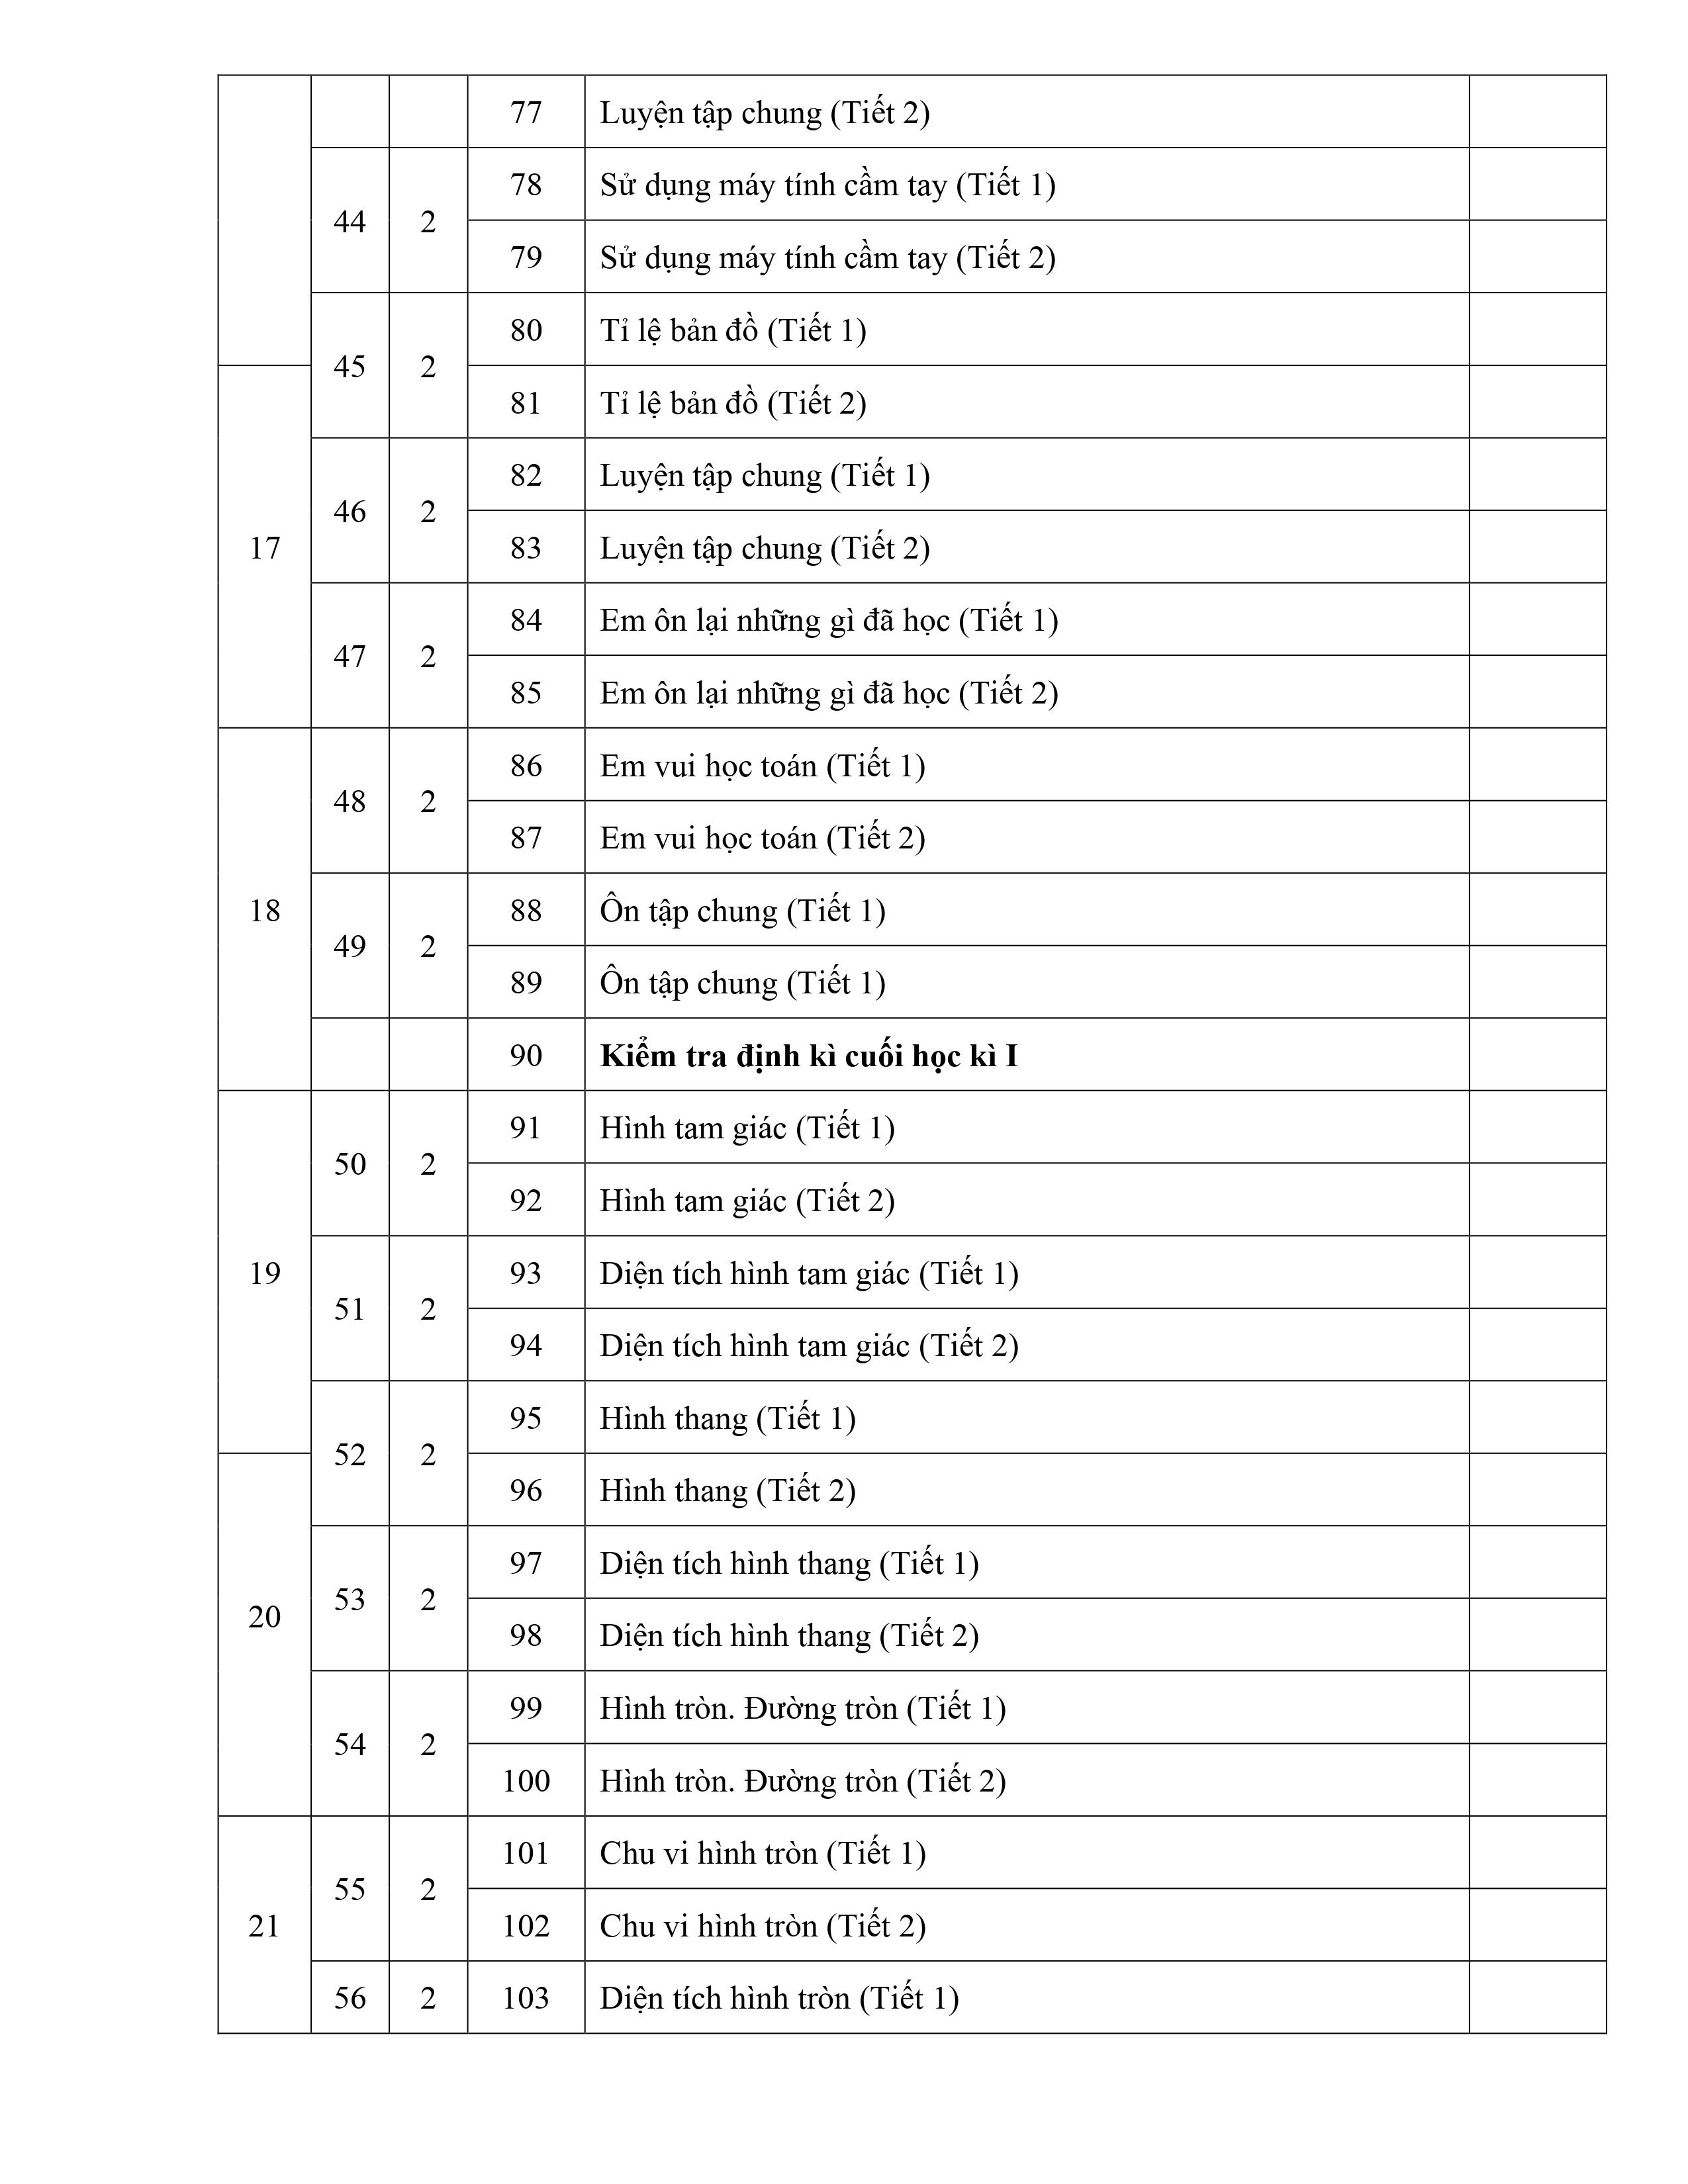 77 Luyện tập chung (Tiết 2)
44 2 78 Sử dụng máy tính cầm tay (Tiết 1)
79 Sử dụng máy tính cầm tay (Tiết 2)
45 2 80 Tỉ lệ bản đồ (Tiết 1)
17 81 Tỉ lệ bản đồ (Tiết 2)
46 2 82 Luyện tập chung (Tiết 1)
83 Luyện tập chung (Tiết 2)
47 2 84 Em ôn lại những gì đã học (Tiết 1)
85 Em ôn lại những gì đã học (Tiết 2)
18 48 2 86 Em vui học toán (Tiết 1)
87 Em vui học toán (Tiết 2)
49 2 88 Ôn tập chung (Tiết 1)
89 Ôn tập chung (Tiết 1)
90 Kiểm tra định kì cuối học kì I
19 50 2 91 Hình tam giác (Tiết 1)
92 Hình tam giác (Tiết 2)
51 2 93 Diện tích hình tam giác (Tiết 1)
94 Diện tích hình tam giác (Tiết 2)
52 2 95 Hình thang (Tiết 1)
20 96 Hình thang (Tiết 2)
53 2 97 Diện tích hình thang (Tiết 1)
98 Diện tích hình thang (Tiết 2)
54 2 99 Hình tròn. Đường tròn (Tiết 1)
100 Hình tròn. Đường tròn (Tiết 2)
21 55 2 101 Chu vi hình tròn (Tiết 1)
102 Chu vi hình tròn (Tiết 2)
56 2 103 Diện tích hình tròn (Tiết 1)